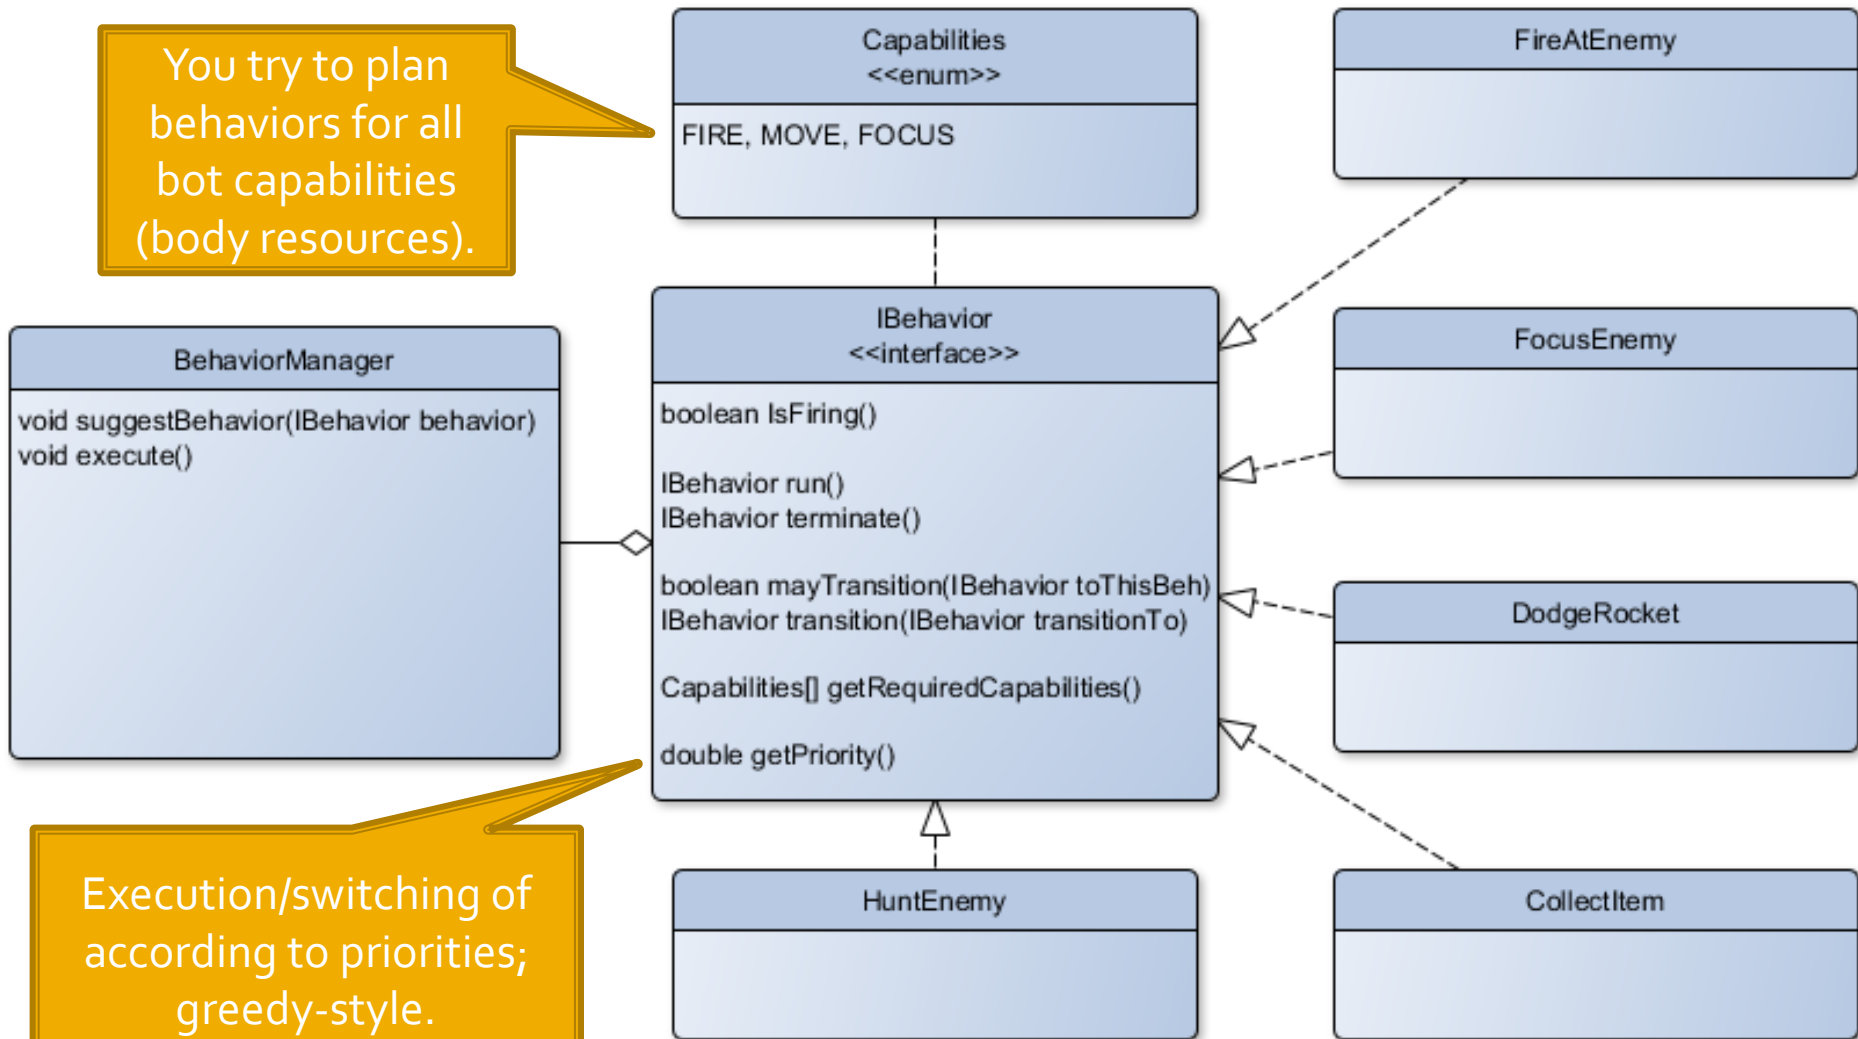 You try to plan
behaviors for all
bot capabilities
(body resources).
Capabilities
<<enum>>
FIRE, MOVE, FOCUS
FireAtEnemy
BehaviorManager
void suggestBehavior(IBehavior behavior)
void execute()
IBehavior
<<interface>>
boolean IsFiring()
IBehavior run()
IBehavior terminate()
boolean mayTransition(IBehavior toThisBeh)
IBehavior transition(IBehavior transitionTo)
Capabilities[] getRequiredCapabilities()
double getPriority()
FocusEnemy
DodgeRocket
Execution/switching of
according to priorities;
greedy-style.
HuntEnemy
CollectItem